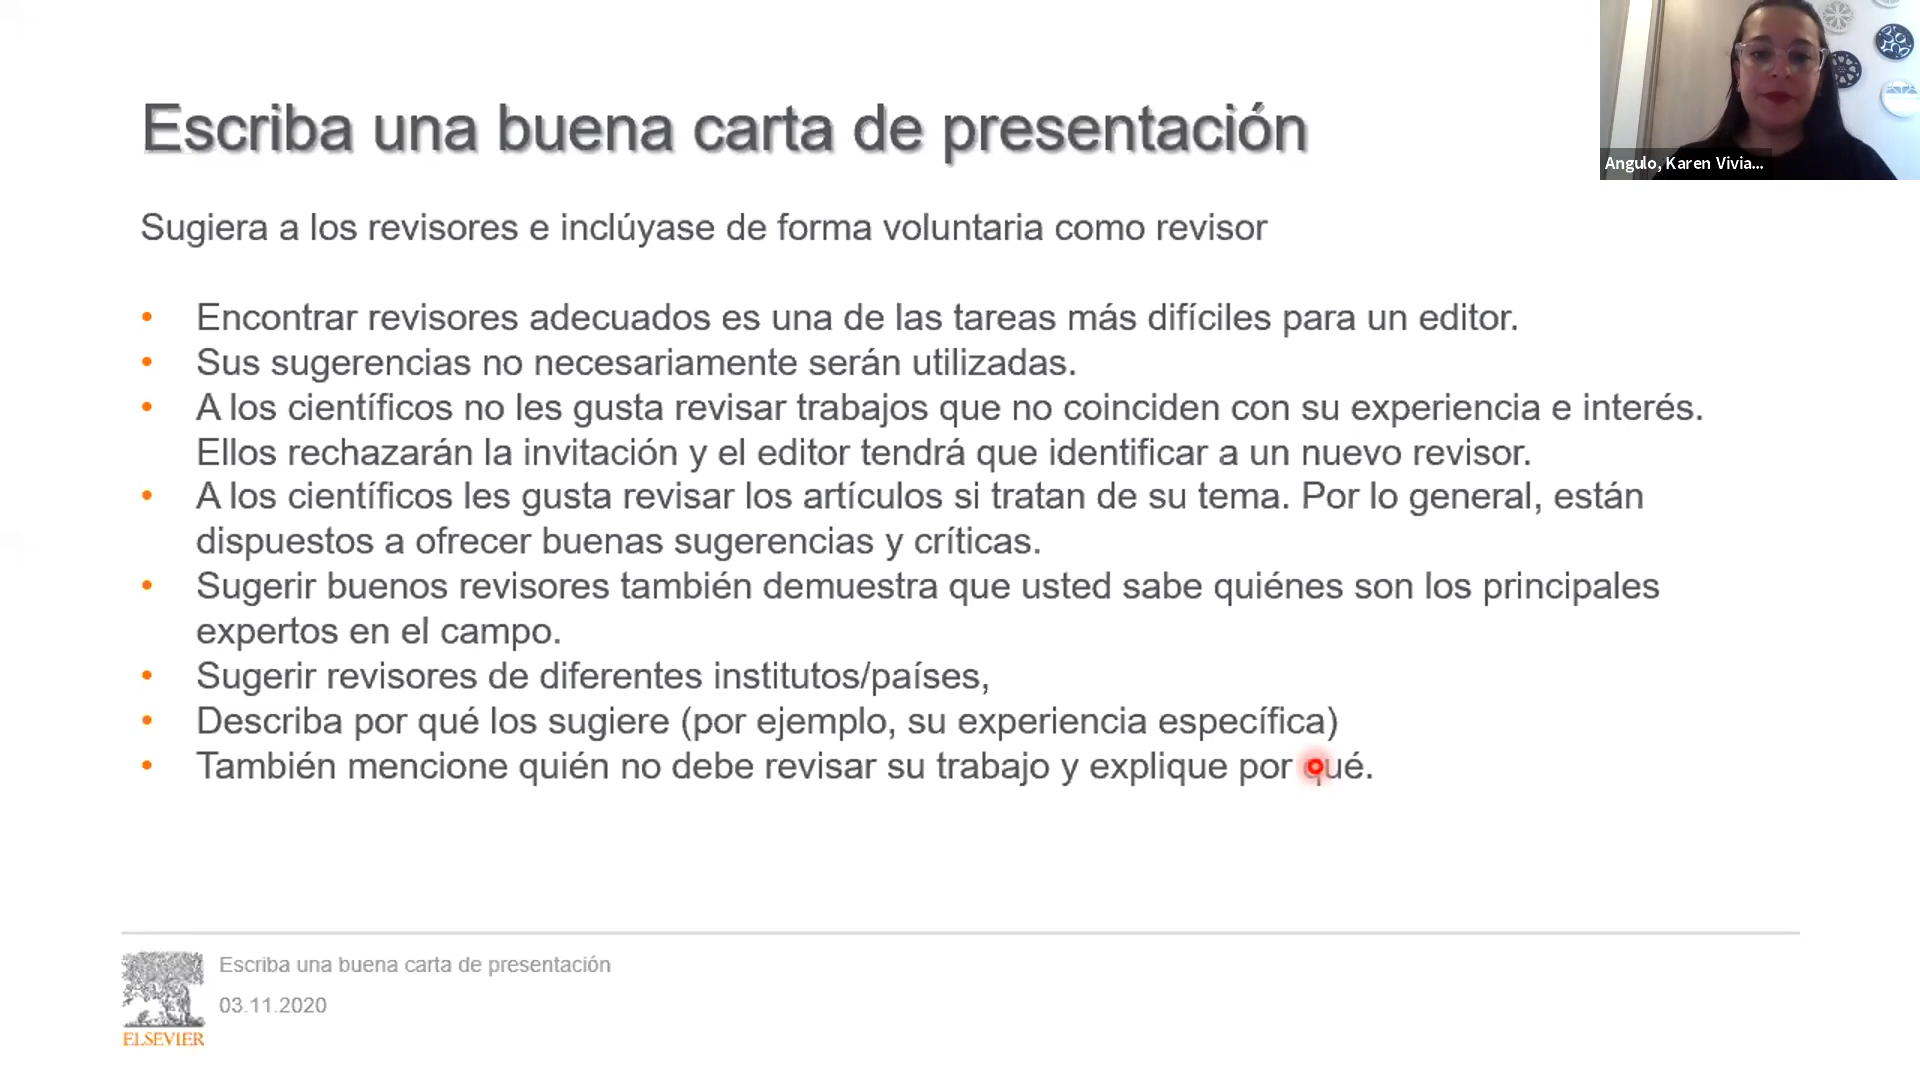 Escriba una buena carta de presentación
Angulo, Karen Vivia...
Sugiera a los revisores e inclúyase de forma voluntaria como revisor
• Encontrar revisores adecuados es una de las tareas más difíciles para un editor.
• Sus sugerencias no necesariamente serán utilizadas.
• A los científicos no les gusta revisar trabajos que no coinciden con su experiencia e interés.
Ellos rechazarán la invitación y el editor tendrá que identificar a un nuevo revisor.
• A los científicos les gusta revisar los artículos si tratan de su tema. Por lo general, están
dispuestos a ofrecer buenas sugerencias y críticas.
• Sugerir buenos revisores también demuestra que usted sabe quiénes son los principales
expertos en el campo.
• Sugerir revisores de diferentes institutos/países,
• Describa por qué los sugiere (por ejemplo, su experiencia específica)
• También mencione quién no debe revisar su trabajo y explique por qué.
Escriba una buena carta de presentación
03.11.2020
ELSEVIER